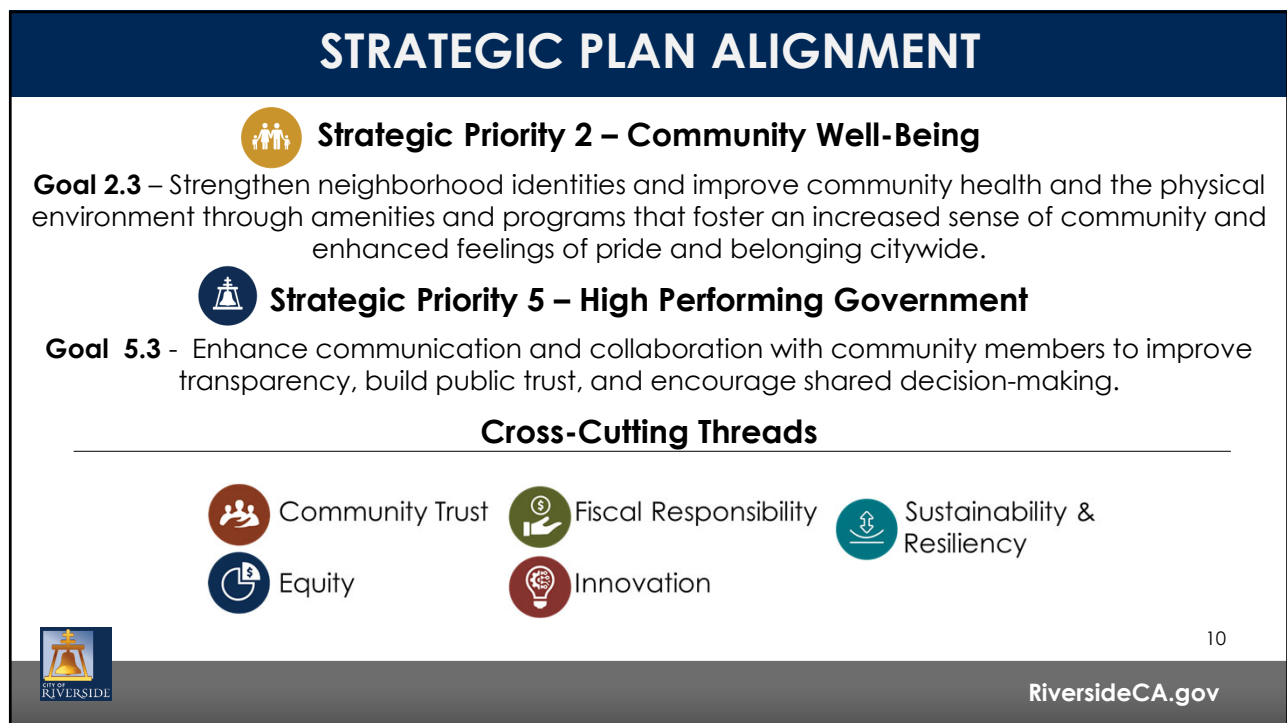 STRATEGIC PLAN ALIGNMENT
Strategic Priority 2 – Community Well-Being
Goal 2.3 – Strengthen neighborhood identities and improve community health and the physical
environment through amenities and programs that foster an increased sense of community and
enhanced feelings of pride and belonging citywide.
Strategic Priority 5 – High Performing Government
Goal 5.3 - Enhance communication and collaboration with community members to improve
transparency, build public trust, and encourage shared decision-making.
Cross-Cutting Threads
Community Trust
Fiscal Responsibility
Sustainability &
Resiliency
Equity
Innovation
10
CITY OF
RIVERSIDE
RiversideCA.gov